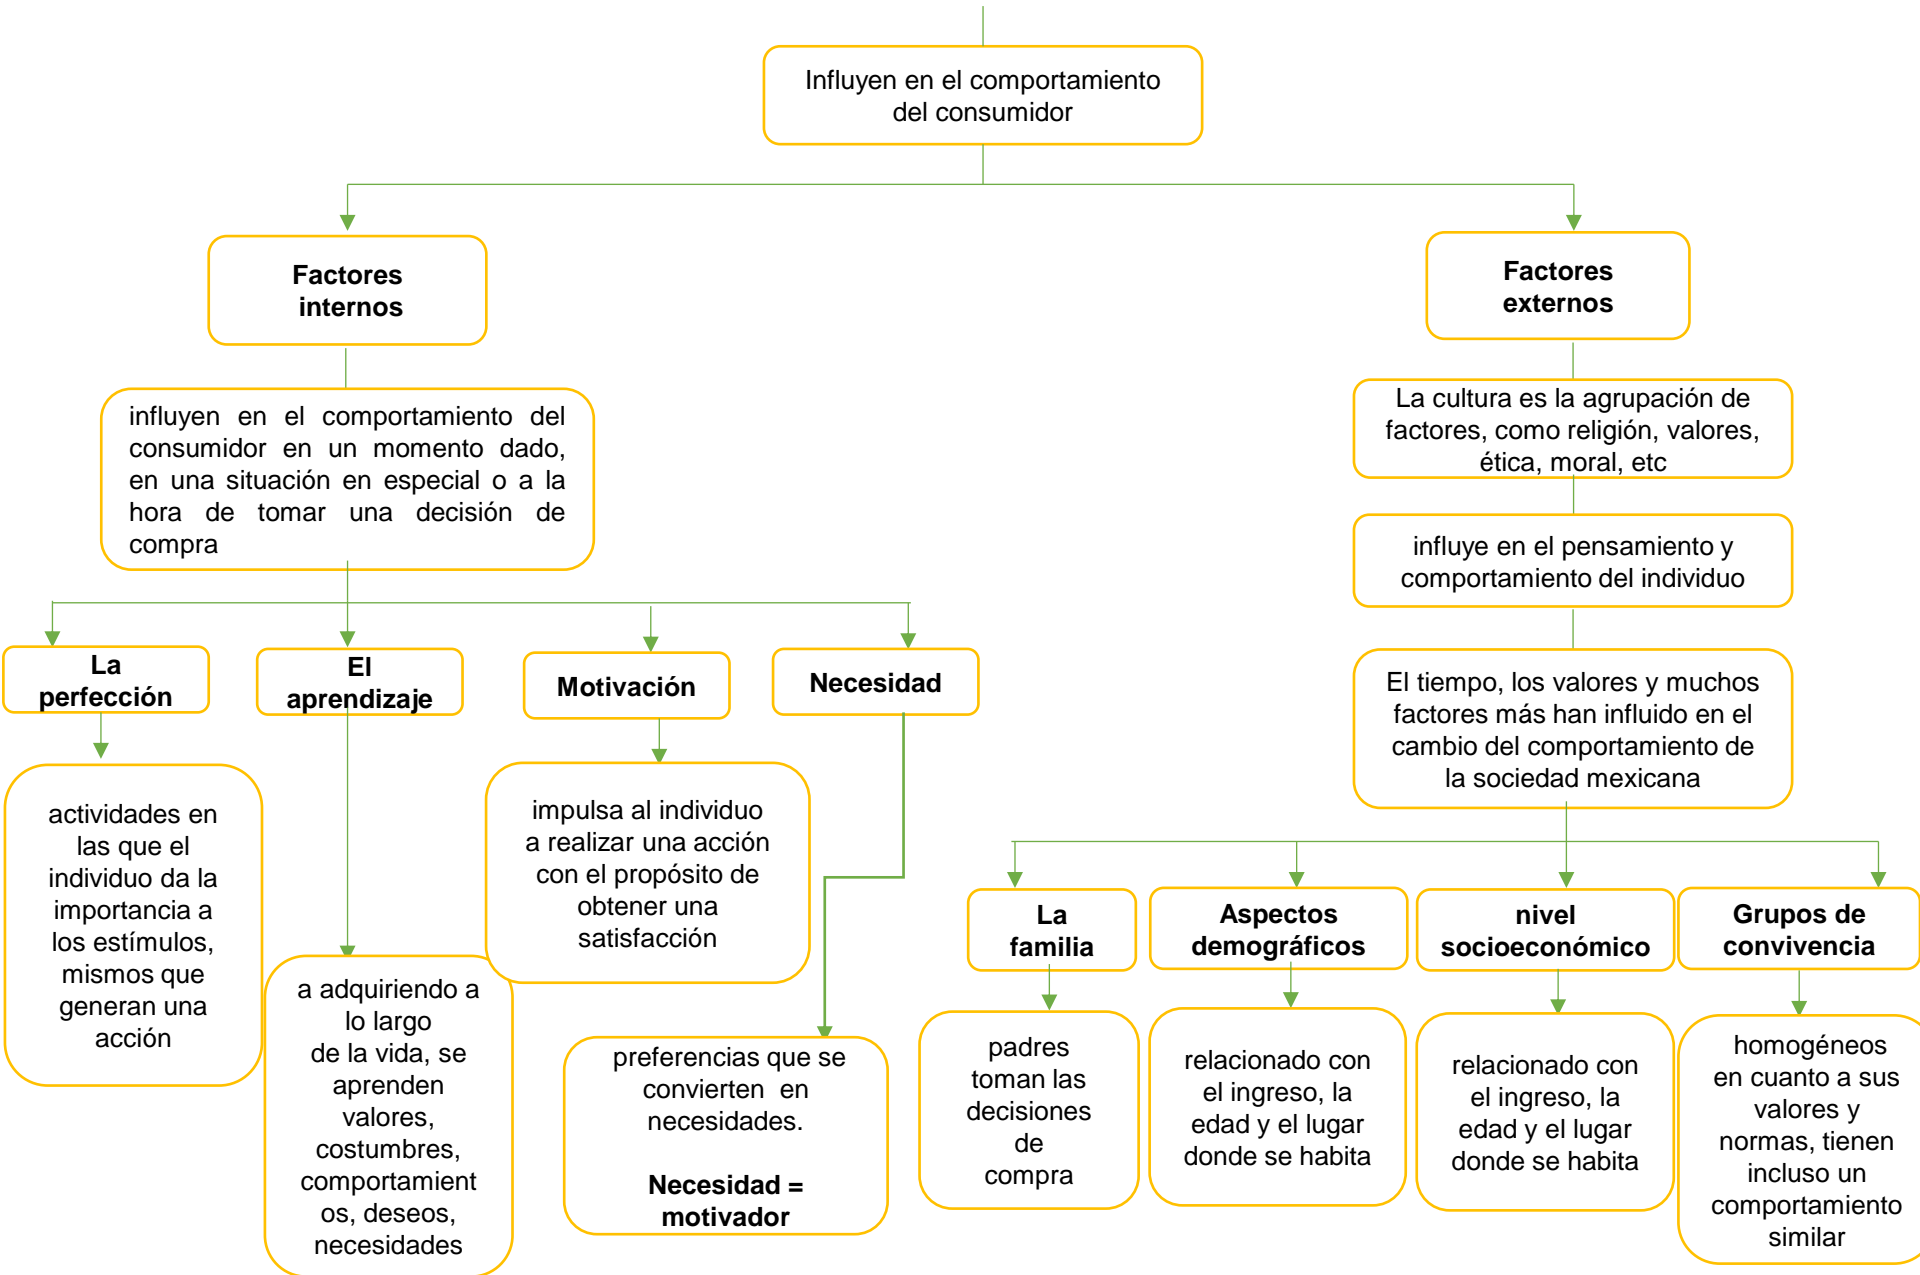 Influyen en el comportamiento
del consumidor
Factores
internos
Factores
externos
influyen en el comportamiento del
consumidor en un momento dado,
en una situación en especial o a la
hora de tomar una decisión de
compra
La cultura es la agrupación de
factores, como religión, valores,
ética, moral, etc
influye en el pensamiento y
comportamiento del individuo
El tiempo, los valores y muchos
factores más han influido en el
cambio del comportamiento de
la sociedad mexicana
La
perfección
El
aprendizaje
Motivación
Necesidad
actividades en
las que el
individuo da la
importancia a
los estímulos,
mismos que
generan una
acción
a adquiriendo a
lo largo
de la vida, se
aprenden
valores,
costumbres,
comportamient
os, deseos,
necesidades
impulsa al individuo
a realizar una acción
con el propósito de
obtener una
satisfacción
preferencias que se
convierten  en
necesidades.
Necesidad =
motivador
La
familia
Aspectos
demográficos
nivel
socioeconómico
Grupos de
convivencia
padres
toman las
decisiones
de
compra
relacionado con
el ingreso, la
edad y el lugar
donde se habita
relacionado con
el ingreso, la
edad y el lugar
donde se habita
homogéneos
en cuanto a sus
valores y
normas, tienen
incluso un
comportamiento
similar